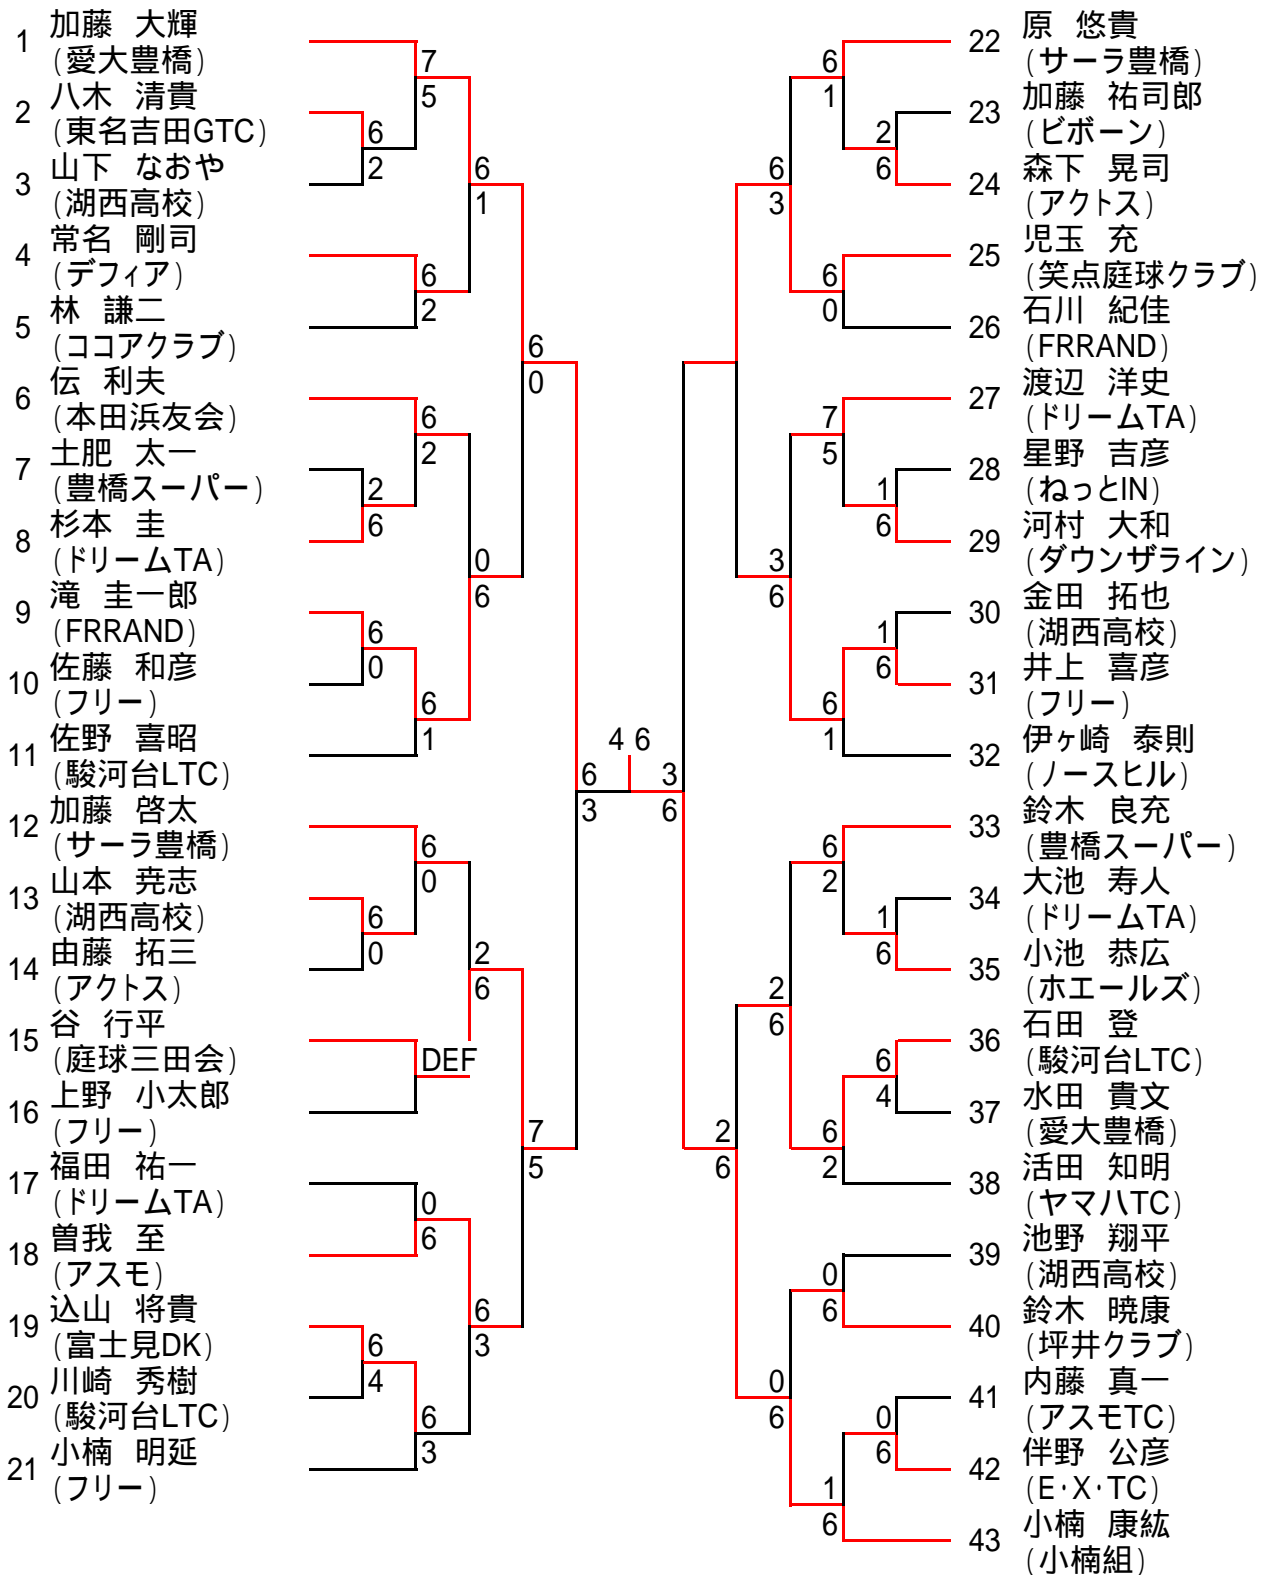 1 加藤 大輝
(愛大豊橋)
2 八木 清貴
(東名吉田GTC)
3 山下 なおや
(湖西高校)
4 常名 剛司
(デフィア)
5 林 謙二
(ココアクラブ)
6 伝 利夫
(本田浜友会)
7 土肥 太一
(豊橋スーパー)
8 杉本 圭
(ドリームTA)
9 滝 圭一郎
(FRRAND)
10 佐藤 和彦
(フリー)
11 佐野 喜昭
(駿河台LTC)
12 加藤 啓太
(サーラ豊橋)
13 山本 尭志
(湖西高校)
14 由藤 拓三
(アクトス)
15 谷 行平
(庭球三田会)
16 上野 小太郎
(フリー)
17 福田 祐一
(ドリームTA)
18 曽我 至
(アスモ)
19 込山 将貴
(富士見DK)
20 川崎 秀樹
(駿河台LTC)
21 小楠 明延
(フリー)
6
2
2
6
6
0
6
0
6
4
7
5
6
2
6
2
6
1
6
0
DEF
0
6
6
3
6
1
0
6
2
6
6
3
6
0
7
5
6
3
4 6
3
6
2
6
6
3
3
6
2
6
0
6
6
1
6
0
7
5
6
1
6
2
6
2
0
6
1
6
2
6
1
6
1
6
1
6
6
4
0
6
22 原 悠貴
(サーラ豊橋)
23 加藤 祐司郎
(ビボーン)
24 森下 晃司
(アクトス)
25 児玉 充
(笑点庭球クラブ)
26 石川 紀佳
(FRRAND)
27 渡辺 洋史
(ドリームTA)
28 星野 吉彦
(ねっとIN)
29 河村 大和
(ダウンザライン)
30 金田 拓也
(湖西高校)
31 井上 喜彦
(フリー)
32 伊ヶ崎 泰則
(ノースヒル)
33 鈴木 良充
(豊橋スーパー)
34 大池 寿人
(ドリームTA)
35 小池 恭広
(ホエールズ)
36 石田 登
(駿河台LTC)
37 水田 貴文
(愛大豊橋)
38 活田 知明
(ヤマハTC)
39 池野 翔平
(湖西高校)
40 鈴木 暁康
(坪井クラブ)
41 内藤 真一
(アスモTC)
42 伴野 公彦
(E・X・TC)
43 小楠 康紘
(小楠組)